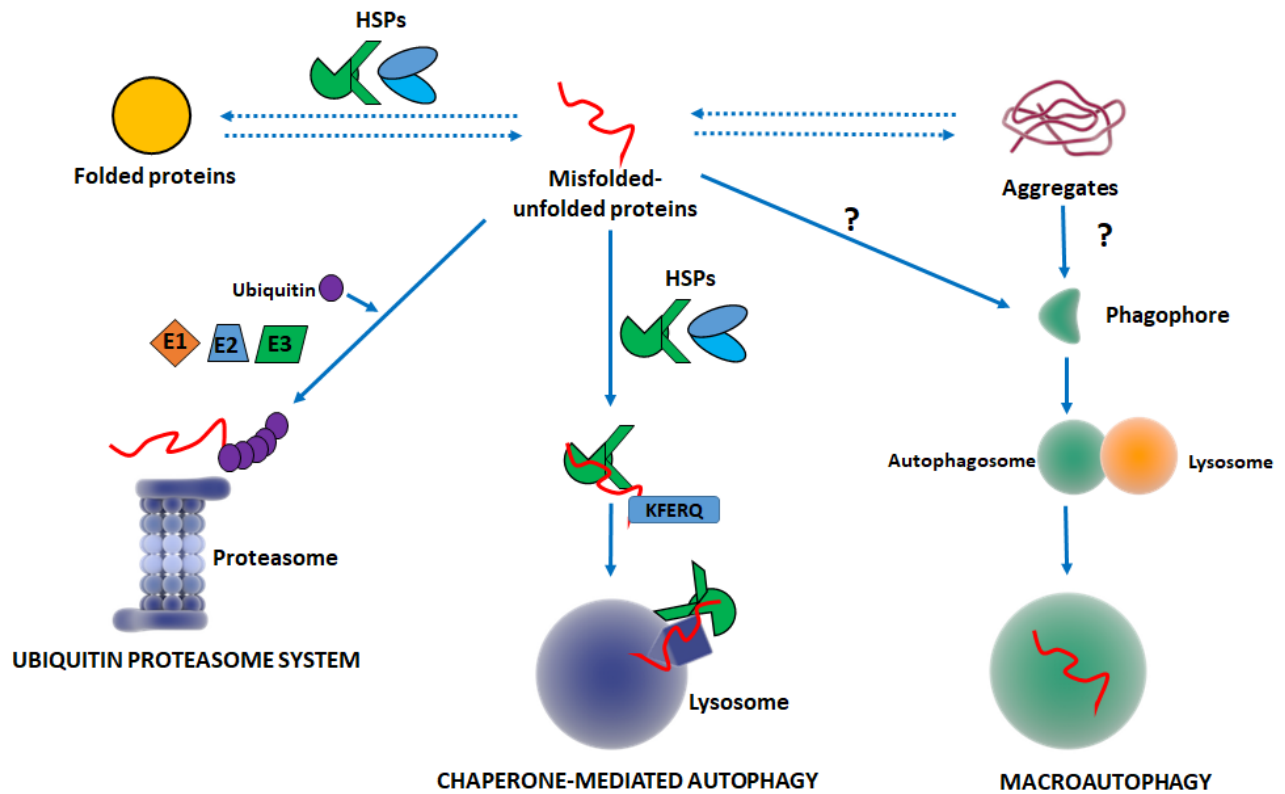 HSPs
Folded proteins
Misfolded-
unfolded proteins
Aggregates
?
?
Ubiquitin
HSPs
Phagophore
E1
E2
E3
Autophagosome
Lysosome
KFERQ
Proteasome
UBIQUITIN PROTEASOME SYSTEM
Lysosome
CHAPERONE-MEDIATED AUTOPHAGY
MACROAUTOPHAGY